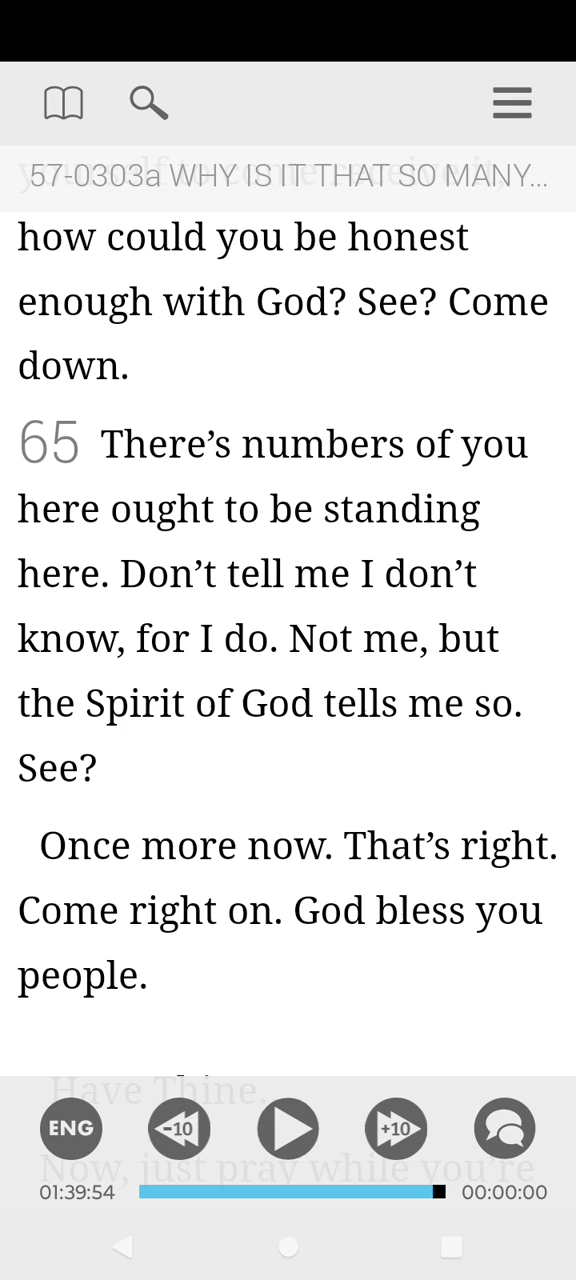 57-0303a WHY IS IT THAT SO MANY...
how could you be honest
enough with God? See? Come
down.
65 There’s numbers of you
here ought to be standing
here. Don’t tell me I don’t
know, for I do. Not me, but
the Spirit of God tells me so.
See?
Once more now. That’s right.
Come right on. God bless you
people.
Have Thine.
ENG -10 +10
Now, just pray while you’re
01:39:54 00:00:00